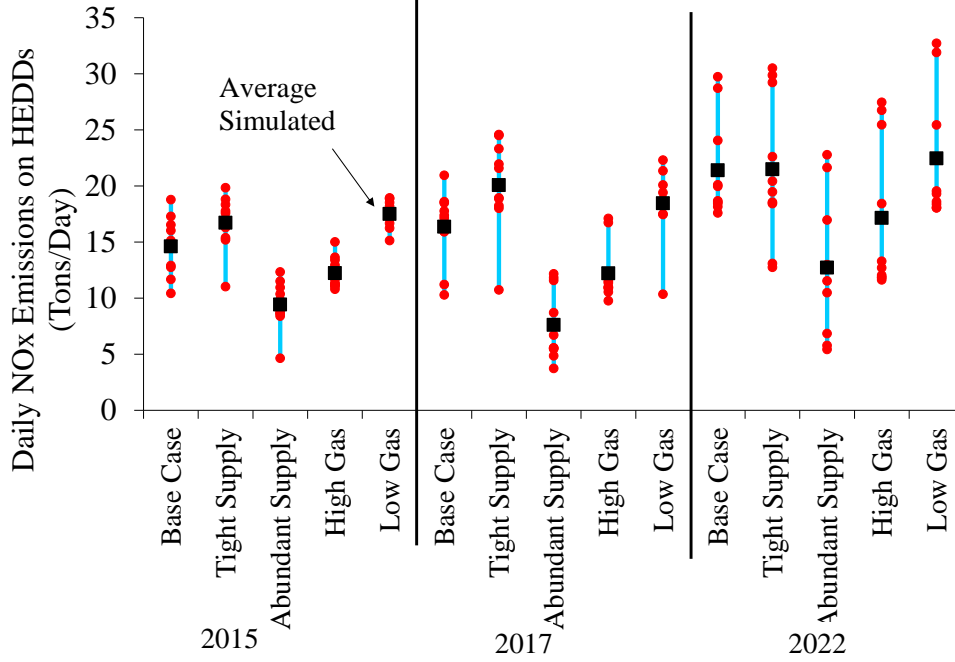 Daily NOx Emissions on HEDDs
(Tons/Day)
35
30
25
20
15
10
5
0
Average
Simulated
Base Case
Tight Supply
Abundant Supply
High Gas
Low Gas
Base Case
Tight Supply
Abundant Supply
High Gas
Low Gas
Base Case
Tight Supply
Abundant Supply
High Gas
Low Gas
2015
2017
2022